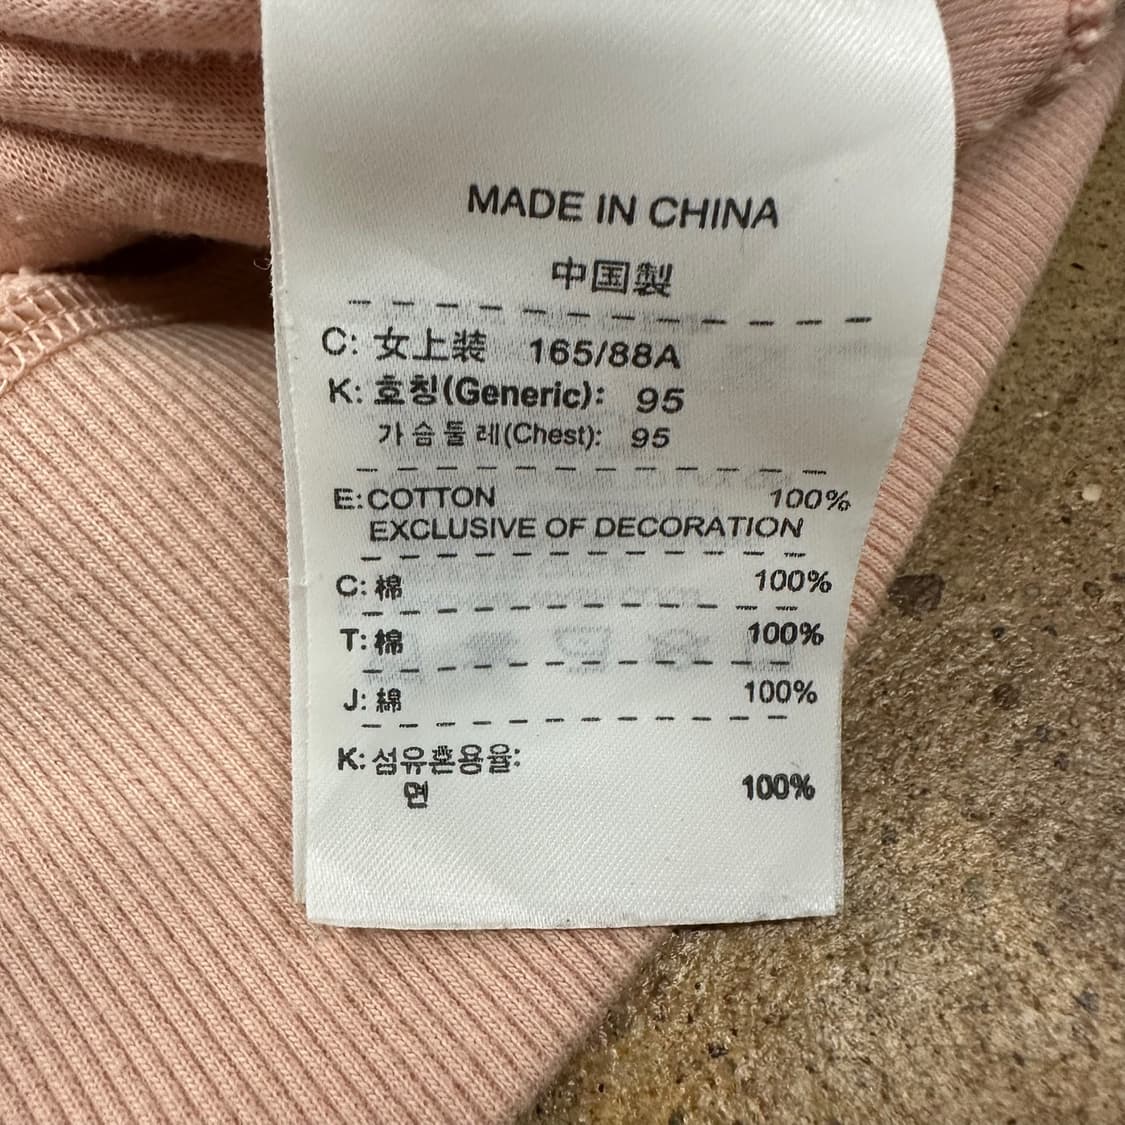 MADE IN CHINA
中国製
C: 女上装 165/88A
K: 호칭(Generic): 95
가슴둘레(Chest): 95
E: COTTON 100%
EXCLUSIVE OF DECORATION
C: 棉 100%
T: 棉 100%
J: 綿 100%
K: 섬유혼용율:
면 100%